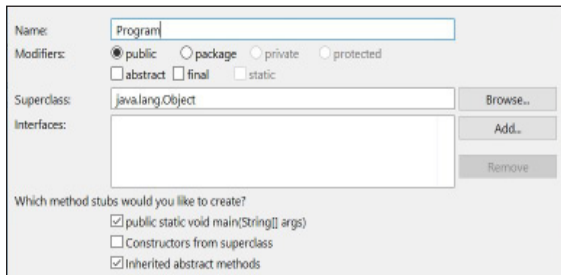 Name: Program
Modifiers: public package private protected
abstract final static
Superclass: java.lang.Object Browse...
Interfaces: Add...
Remove
Which method stubs would you like to create?
public static void main(String[] args)
Constructors from superclass
Inherited abstract methods